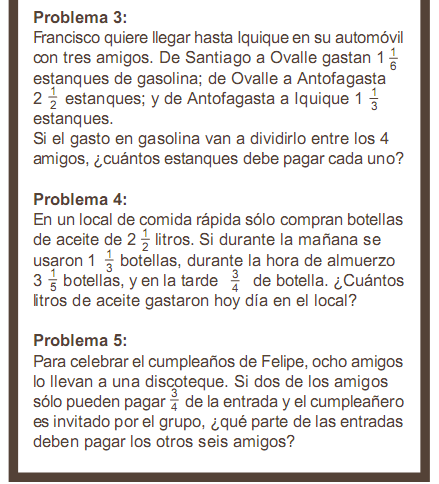 Problema 3:
Francisco quiere llegar hasta Iquique en su automóvil
con tres amigos. De Santiago a Ovalle gastan 1 1/6
estanques de gasolina; de Ovalle a Antofagasta
2 1/2 estanques; y de Antofagasta a Iquique 1 1/3
estanques.
Si el gasto en gasolina van a dividirlo entre los 4
amigos, ¿cuántos estanques debe pagar cada uno?
Problema 4:
En un local de comida rápida sólo compran botellas
de aceite de 2 1/2 litros. Si durante la mañana se
usaron 1 1/3 botellas, durante la hora de almuerzo
3 1/5 botellas, y en la tarde 3/4 de botella. ¿Cuántos
litros de aceite gastaron hoy día en el local?
Problema 5:
Para celebrar el cumpleaños de Felipe, ocho amigos
lo llevan a una discoteque. Si dos de los amigos
sólo pueden pagar 3/4 de la entrada y el cumpleañero
es invitado por el grupo, ¿qué parte de las entradas
deben pagar los otros seis amigos?